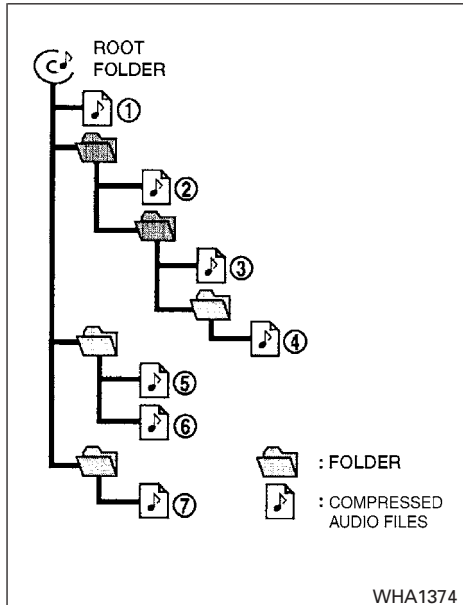 ROOT
FOLDER
①
②
③
④
⑤
⑥
⑦
: FOLDER
: COMPRESSED
AUDIO FILES
WHA1374